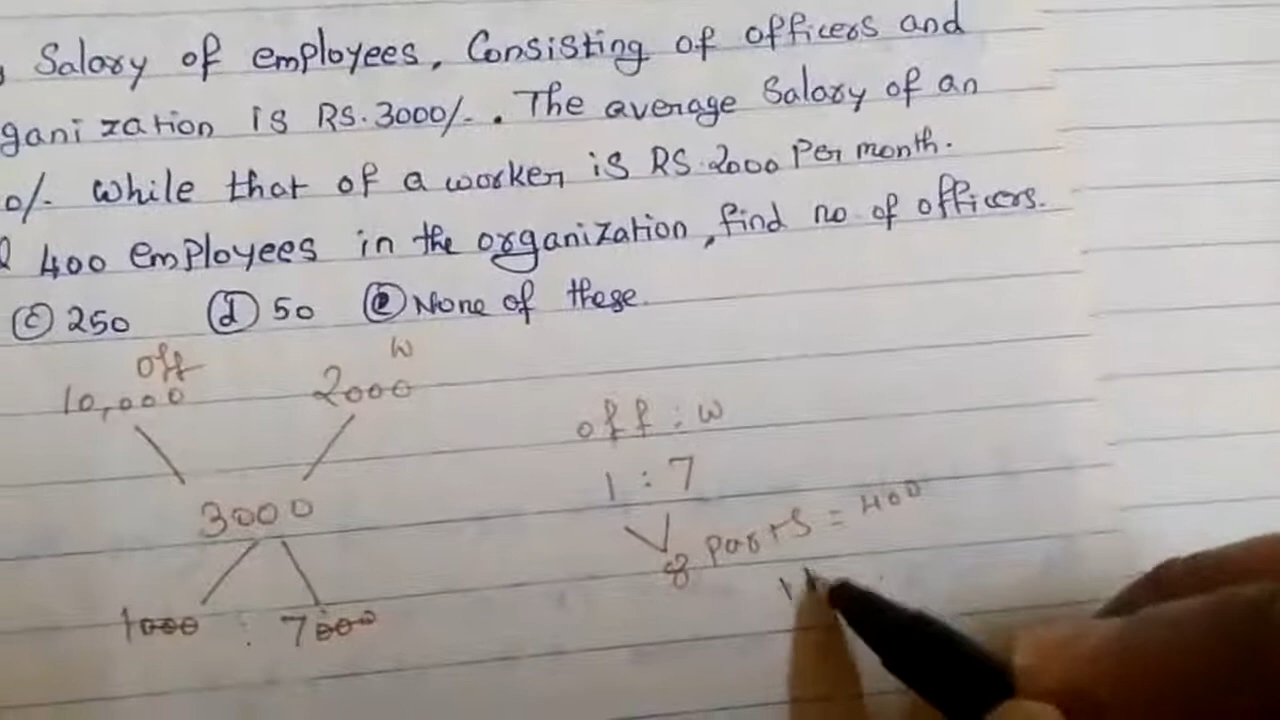 Salary of employees, Consisting of officers and
ganization is RS.3000/-. The average Salary of an
0/- while that of a worker is RS.2000 Per month.
400 employees in the organization, find no of officers.
(c) 250 (d) 50 (e) None of these.
Off W
10,000 2000
off : w
1 : 7
3000
8 parts = 400
1
1000 : 7000